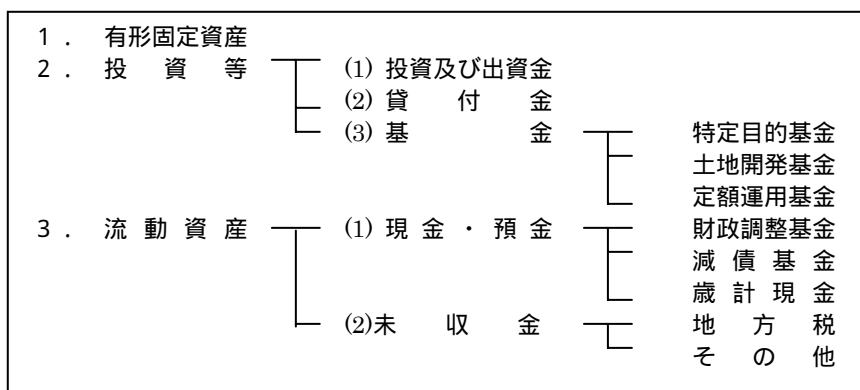 1. 有形固定資産
2. 投資等 (1) 投資及び出資金
(2) 貸付金
(3) 基金 特定目的基金
土地開発基金
定額運用基金
3. 流動資産 (1) 現金・預金 財政調整基金
減債基金
歳計現金
(2)未収金 地方税
その他